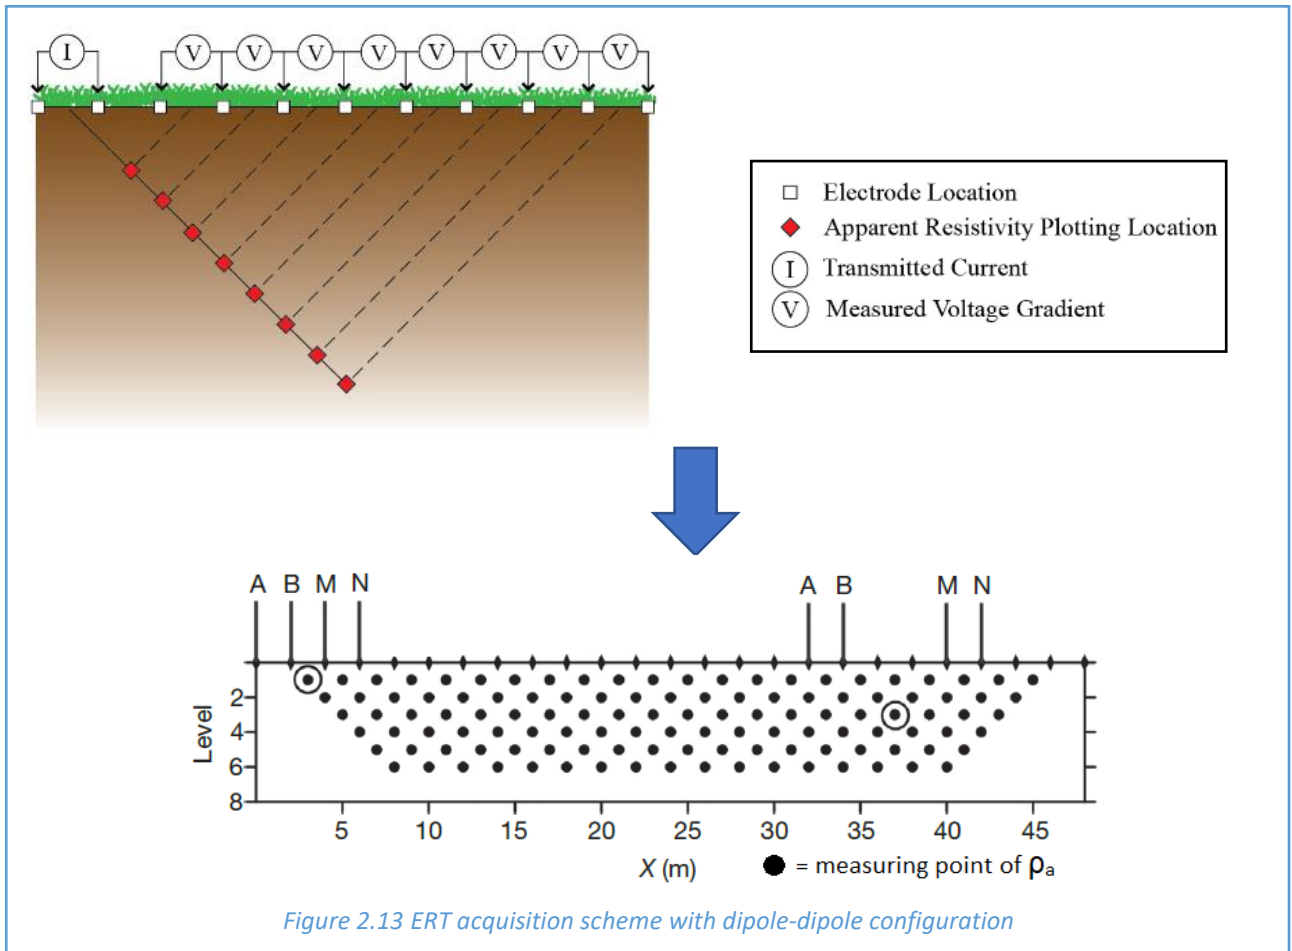 I V V V V V V V V
Electrode Location
Apparent Resistivity Plotting Location
I Transmitted Current
V Measured Voltage Gradient
A B M N A B M N
Level
2
4
6
8
5 10 15 20 25 30 35 40 45
X (m)
= measuring point of ρₐ
Figure 2.13 ERT acquisition scheme with dipole-dipole configuration